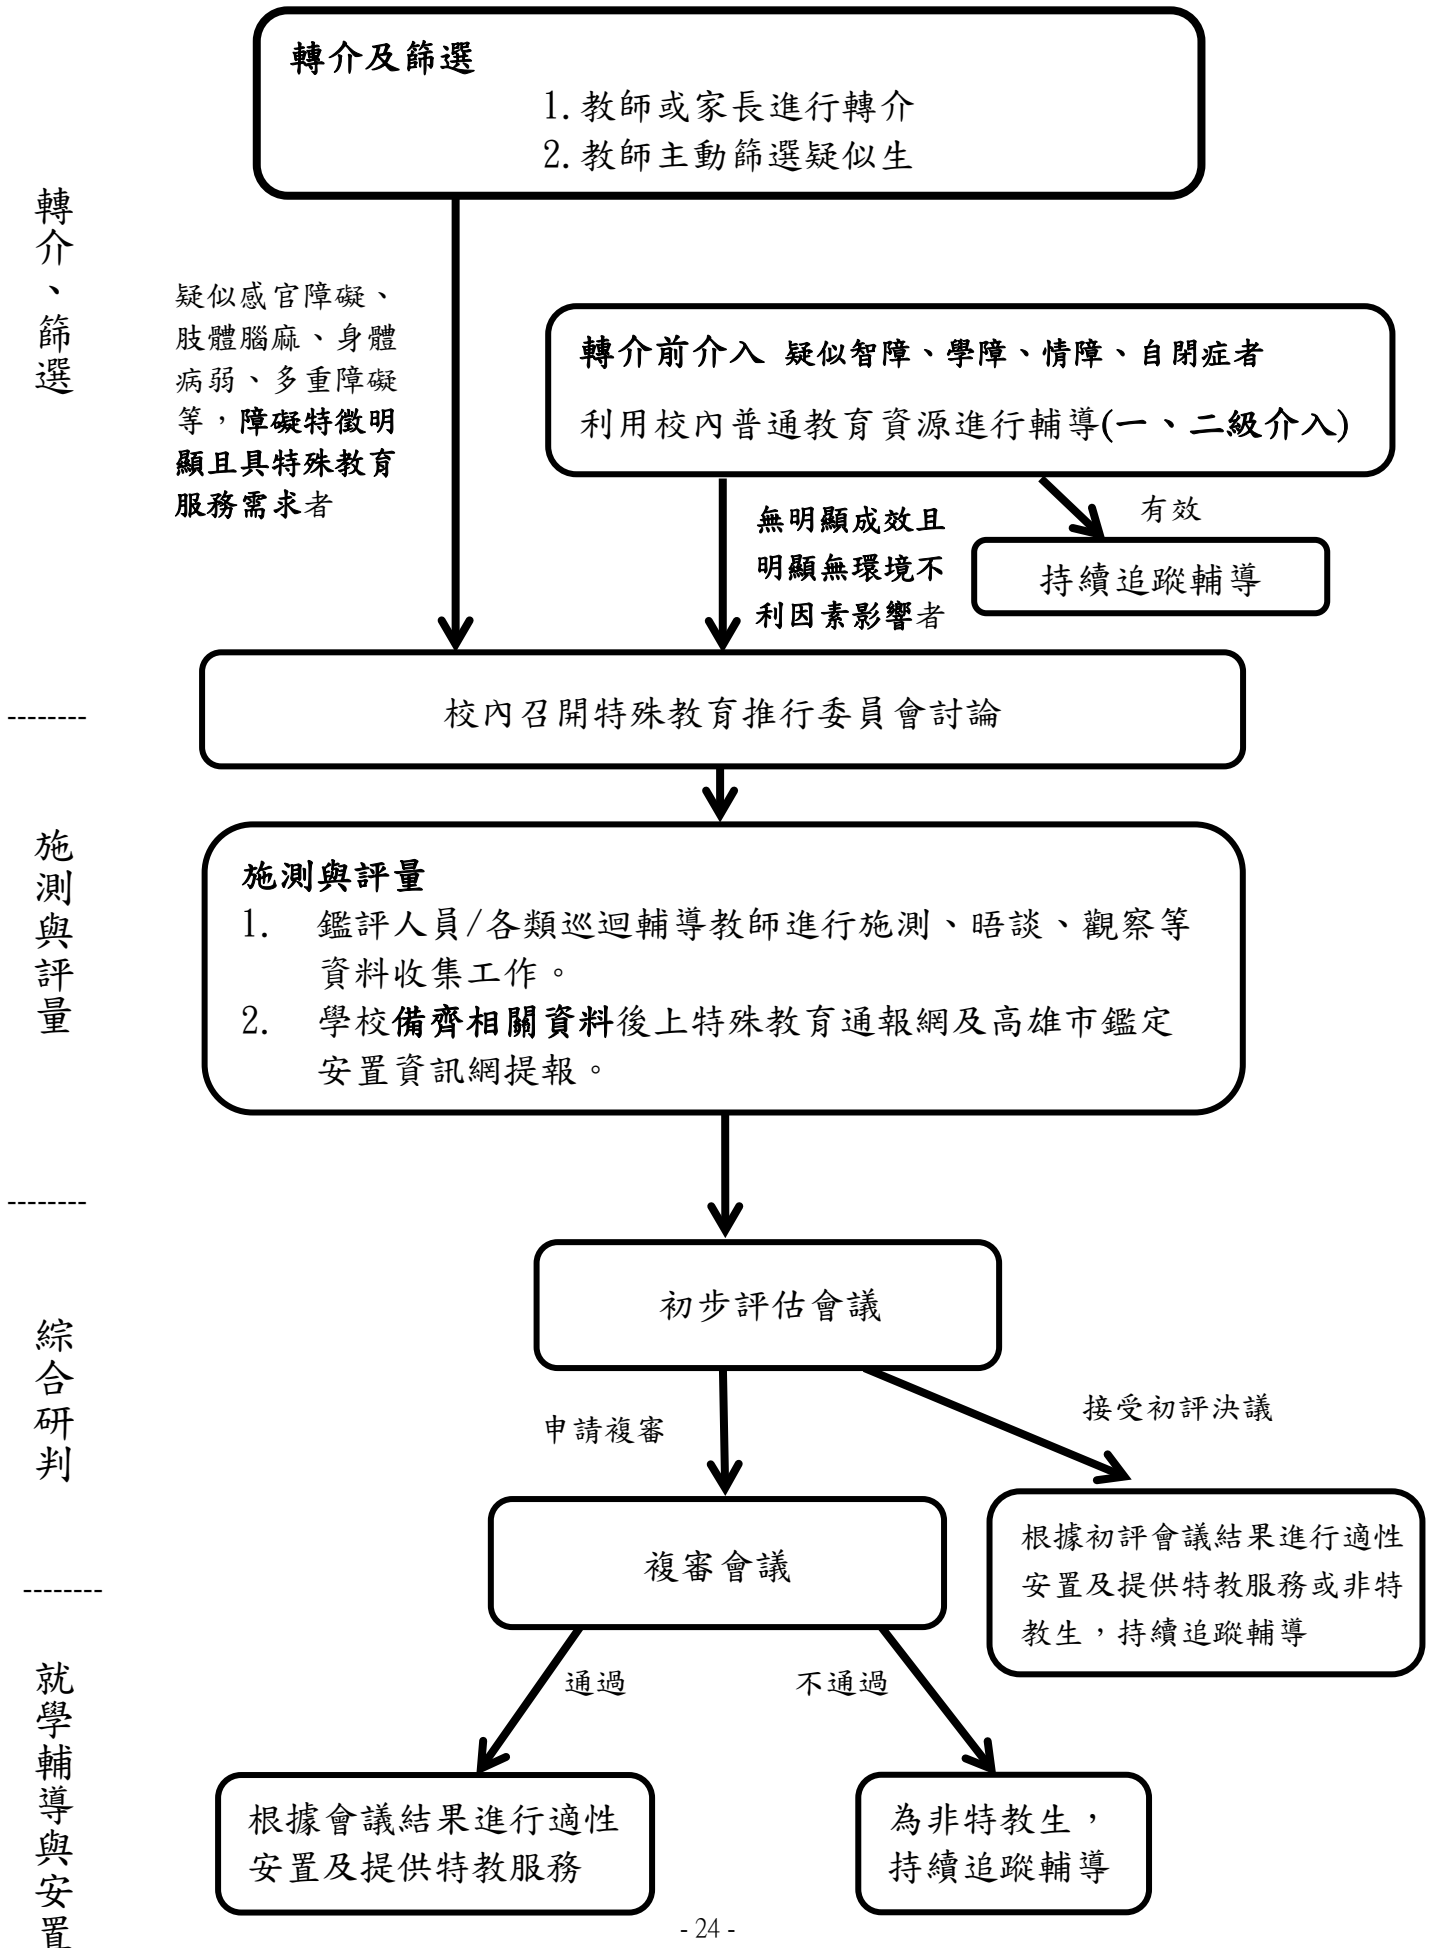 轉介及篩選
1.教師或家長進行轉介
2.教師主動篩選疑似生
轉介、篩選
疑似感官障礙、
肢體腦麻、身體
病弱、多重障礙
等，障礙特徵明
顯且具特殊教育
服務需求者
轉介前介入 疑似智障、學障、情障、自閉症者
利用校內普通教育資源進行輔導(一、二級介入)
無明顯成效且
明顯無環境不
利因素影響者
有效
持續追蹤輔導
校內召開特殊教育推行委員會討論
--------
施測與評量
施測與評量
1. 鑑評人員/各類巡迴輔導教師進行施測、晤談、觀察等
資料收集工作。
2. 學校備齊相關資料後上特殊教育通報網及高雄市鑑定
安置資訊網提報。
--------
綜合研判
初步評估會議
申請複審
接受初評決議
複審會議
根據初評會議結果進行適性
安置及提供特教服務或非特
教生，持續追蹤輔導
--------
就學輔導與安置
通過
不通過
根據會議結果進行適性
安置及提供特教服務
為非特教生，
持續追蹤輔導
- 24 -